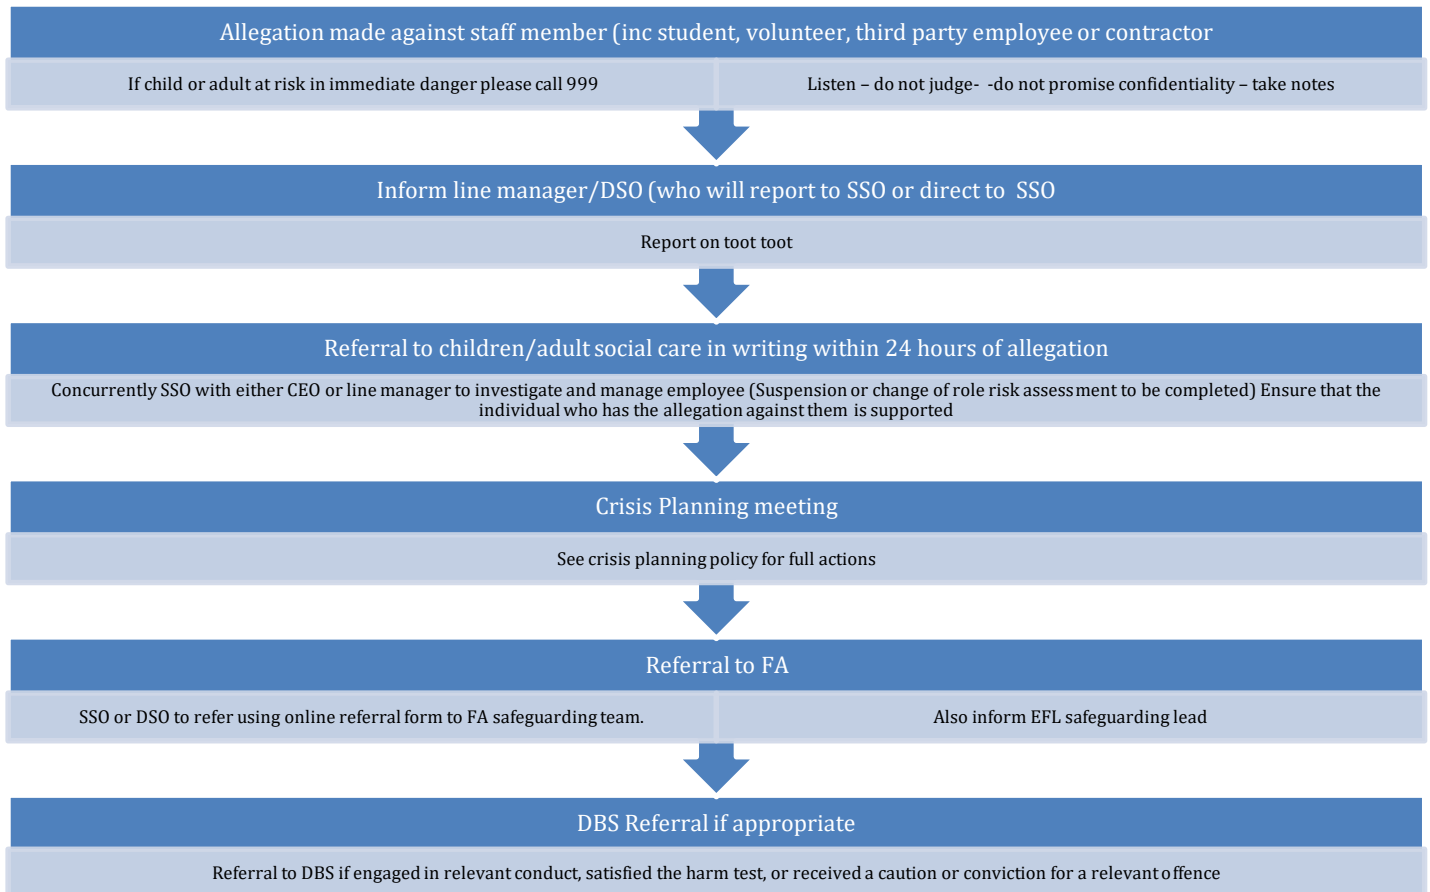 Allegation made against staff member (inc student, volunteer, third party employee or contractor
If child or adult at risk in immediate danger please call 999
Listen – do not judge- -do not promise confidentiality – take notes
Inform line manager/DSO (who will report to SSO or direct to SSO
Report on toot toot
Referral to children/adult social care in writing within 24 hours of allegation
Concurrently SSO with either CEO or line manager to investigate and manage employee (Suspension or change of role risk assessment to be completed) Ensure that the
individual who has the allegation against them is supported
Crisis Planning meeting
See crisis planning policy for full actions
Referral to FA
SSO or DSO to refer using online referral form to FA safeguarding team.
Also inform EFL safeguarding lead
DBS Referral if appropriate
Referral to DBS if engaged in relevant conduct, satisfied the harm test, or received a caution or conviction for a relevant offence